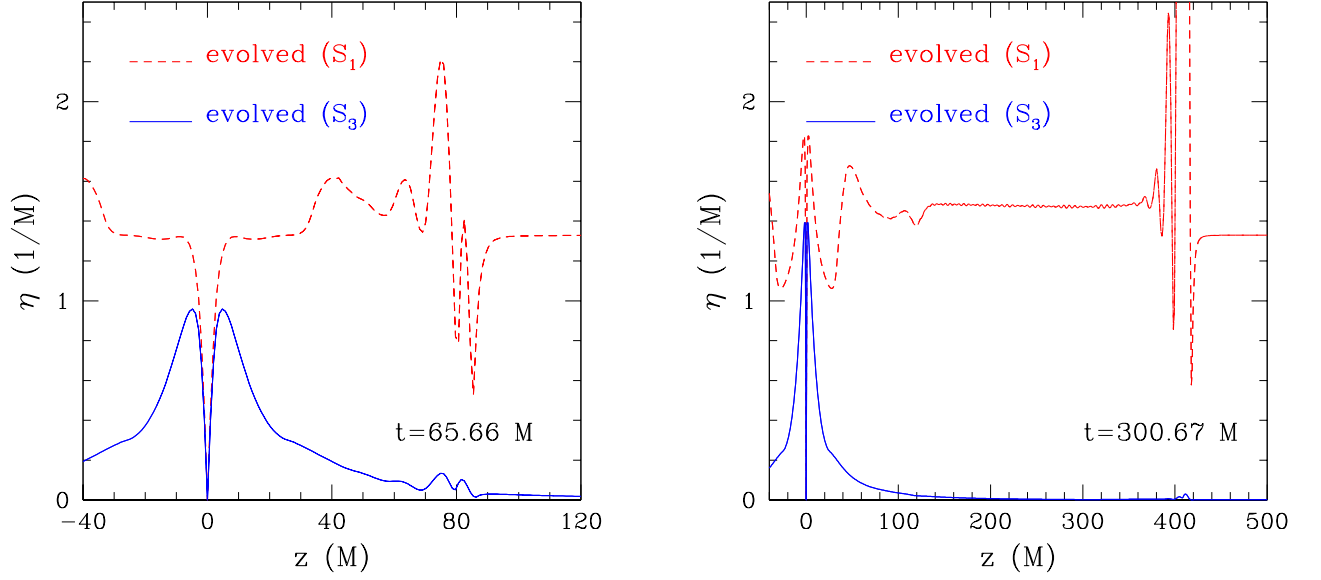 evolved (S1)
evolved (S3)
2
1
0
η (1/M)
t=65.66 M
-40
0
40
80
120
z (M)
evolved (S1)
evolved (S3)
2
1
0
η (1/M)
t=300.67 M
0
100
200
300
400
500
z (M)